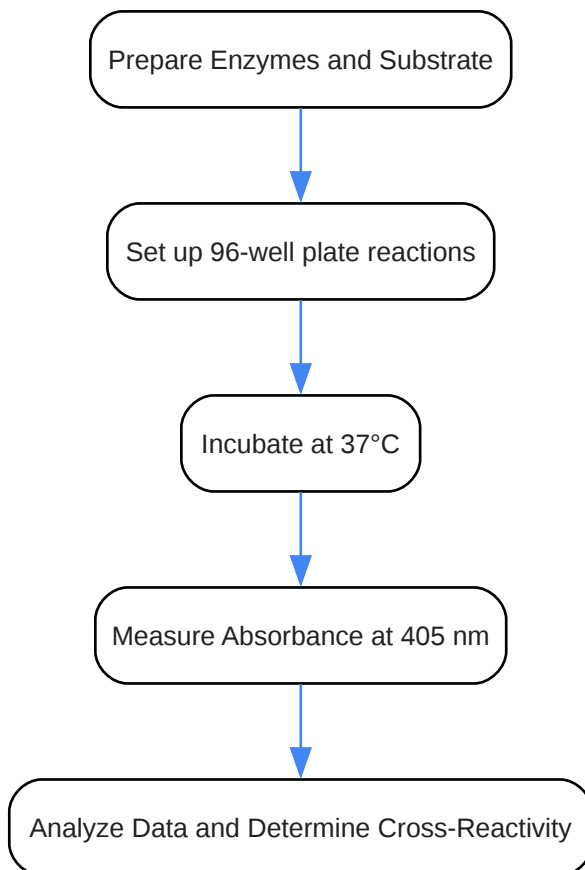 Prepare Enzymes and Substrate
Set up 96-well plate reactions
Incubate at 37°C
Measure Absorbance at 405 nm
Analyze Data and Determine Cross-Reactivity